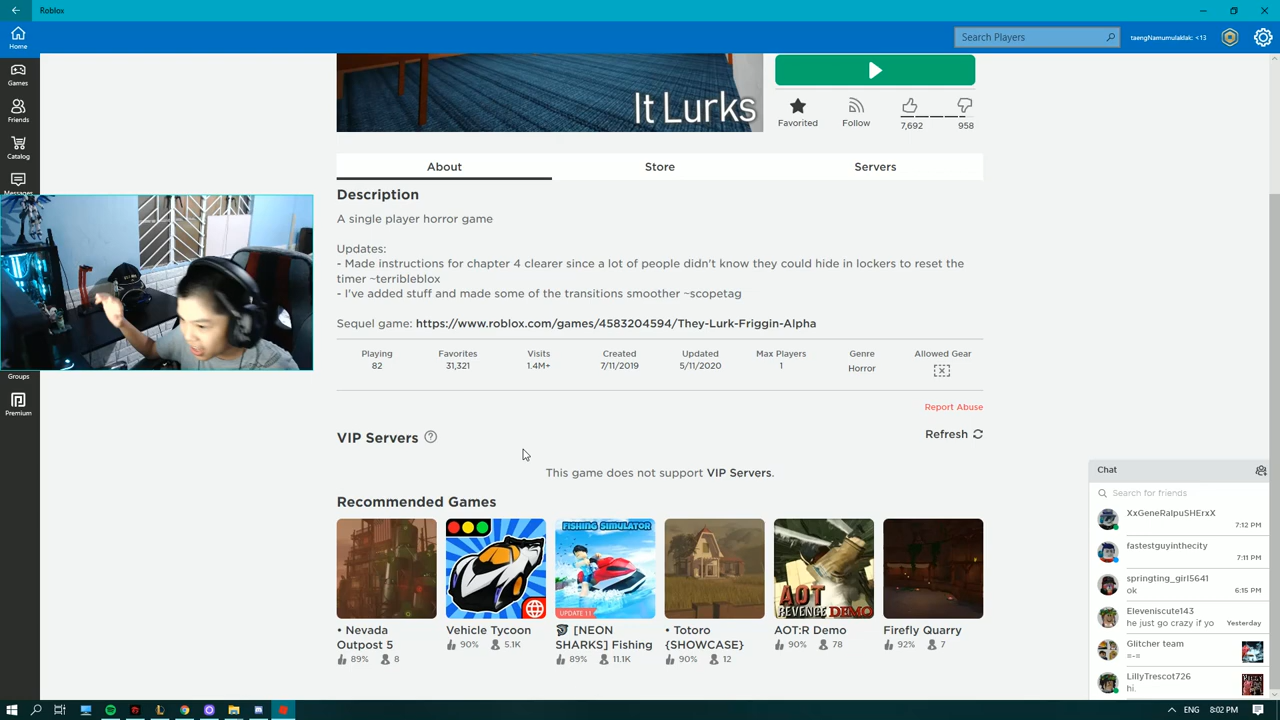 Roblox
Search Players
taengNamumulaklak: <13
Home
Games
Friends
Catalog
Messages
Groups
Premium
It Lurks
Favorited
Follow
7,692
958
About
Store
Servers
Description
A single player horror game
Updates:
- Made instructions for chapter 4 clearer since a lot of people didn't know they could hide in lockers to reset the
timer ~terribleblox
- I've added stuff and made some of the transitions smoother ~scopetag
Sequel game: https://www.roblox.com/games/4583204594/They-Lurk-Friggin-Alpha
Playing
82
Favorites
31,321
Visits
1.4M+
Created
7/11/2019
Updated
5/11/2020
Max Players
1
Genre
Horror
Allowed Gear
Report Abuse
VIP Servers
Refresh
This game does not support VIP Servers.
Recommended Games
• Nevada
Outpost 5
89%
8
Vehicle Tycoon
90%
5.1K
FISHING SIMULATOR
UPDATE 11
[NEON
SHARKS] Fishing
89%
11.1K
• Totoro
{SHOWCASE}
90%
12
AOT
REVENGE DEMO
AOT:R Demo
90%
78
Firefly Quarry
92%
7
Chat
Search for friends
XxGeneRalpuSHErxX
7:12 PM
fastestguyinthecity
7:11 PM
springting_girl5641
ok
6:15 PM
Eleveniscute143
he just go crazy if yo
Yesterday
Glitcher team
=-=
LillyTrescot726
hi.
ENG
8:02 PM